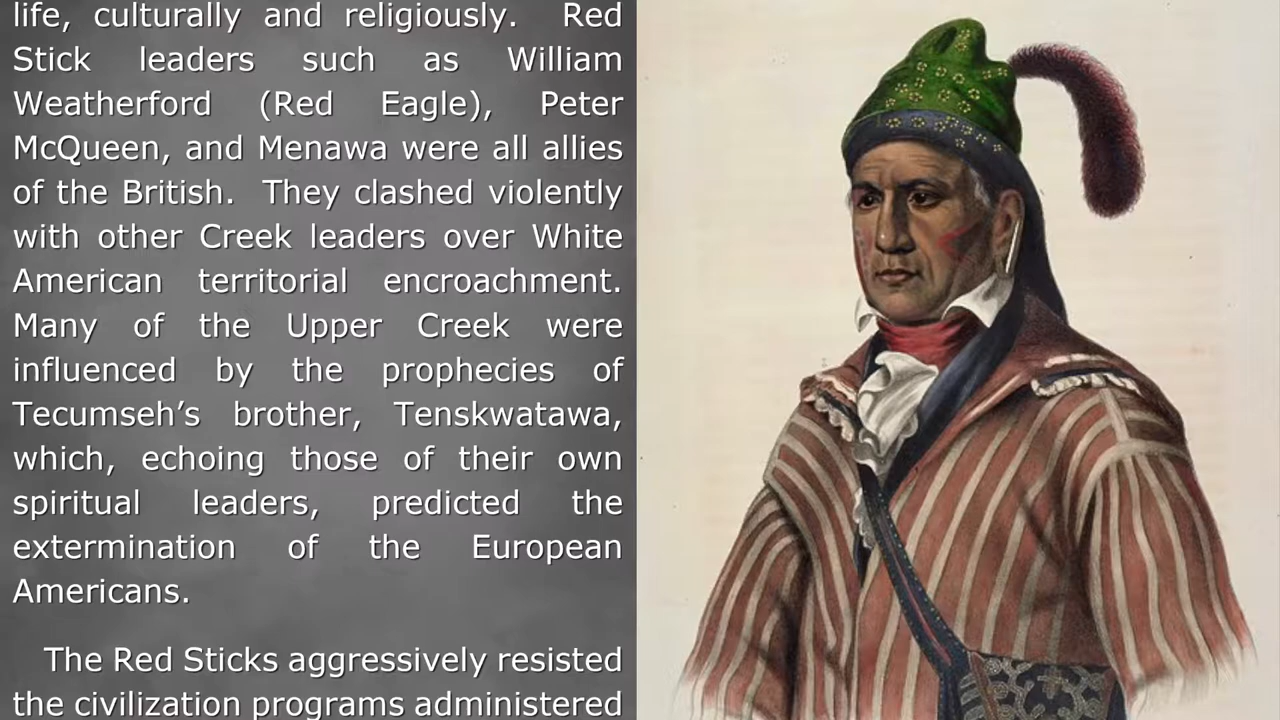 life, culturally and religiously. Red
Stick leaders such as William
Weatherford (Red Eagle), Peter
McQueen, and Menawa were all allies
of the British. They clashed violently
with other Creek leaders over White
American territorial encroachment.
Many of the Upper Creek were
influenced by the prophecies of
Tecumseh’s brother, Tenskwatawa,
which, echoing those of their own
spiritual leaders, predicted the
extermination of the European
Americans.
The Red Sticks aggressively resisted
the civilization programs administered